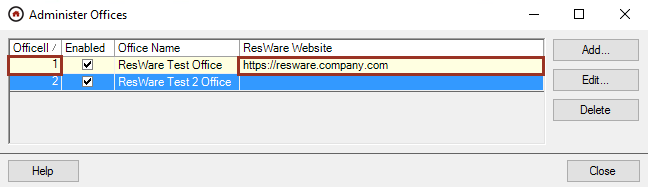 Administer Offices
OfficeII / Enabled Office Name ResWare Website
1 ResWare Test Office https://resware.company.com
2 ResWare Test 2 Office
Add...
Edit...
Delete
Help Close